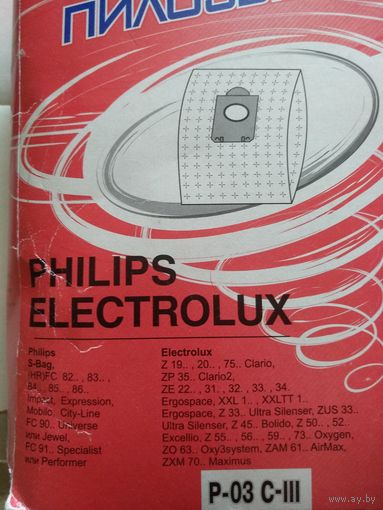 PHILIPS
ELECTROLUX
Philips
S-Bag,
(HR)FC 82.. , 83.. ,
84.. , 85.. , 86..
Impact, Expression,
Mobilo, City-Line
FC 90.. Universe
или Jewel,
FC 91.. Specialist
или Performer
Electrolux
Z 19.. , 20.. , 75.. Clario,
ZP 35.. Clario2,
ZE 22.. , 31.. , 32. , 33. , 34.
Ergospace, XXL 1.. , XXLTT 1..
Ergospace, Z 33.. Ultra Silenser, ZUS 33..
Ultra Silenser, Z 45.. Bolido, Z 50.. , 52..
Excellio, Z 55.. , 56.. , 59.. , 73.. Oxygen,
ZO 63.. Oxy3system, ZAM 61.. AirMax,
ZXM 70.. Maximus
P-03 C-III
ay.by